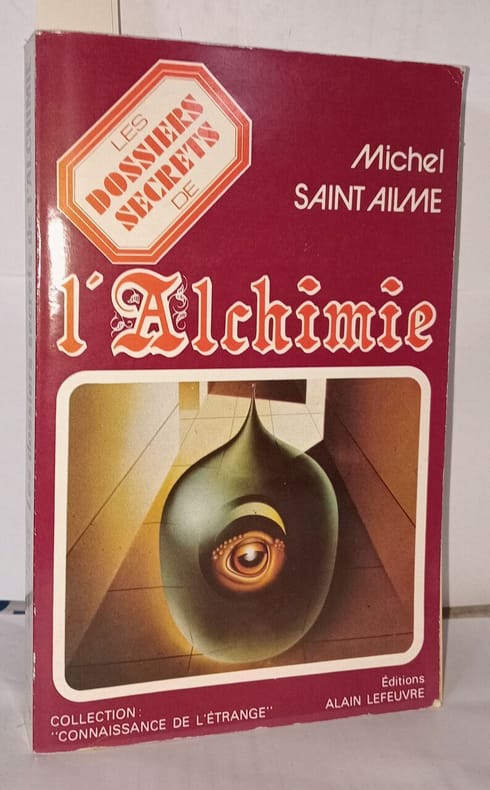 LES
DOSSIERS
SECRETS
DE
Michel
SAINT AILME
l'Alchimie
COLLECTION :
"CONNAISSANCE DE L'ÉTRANGE"
Éditions
ALAIN LEFEUVRE